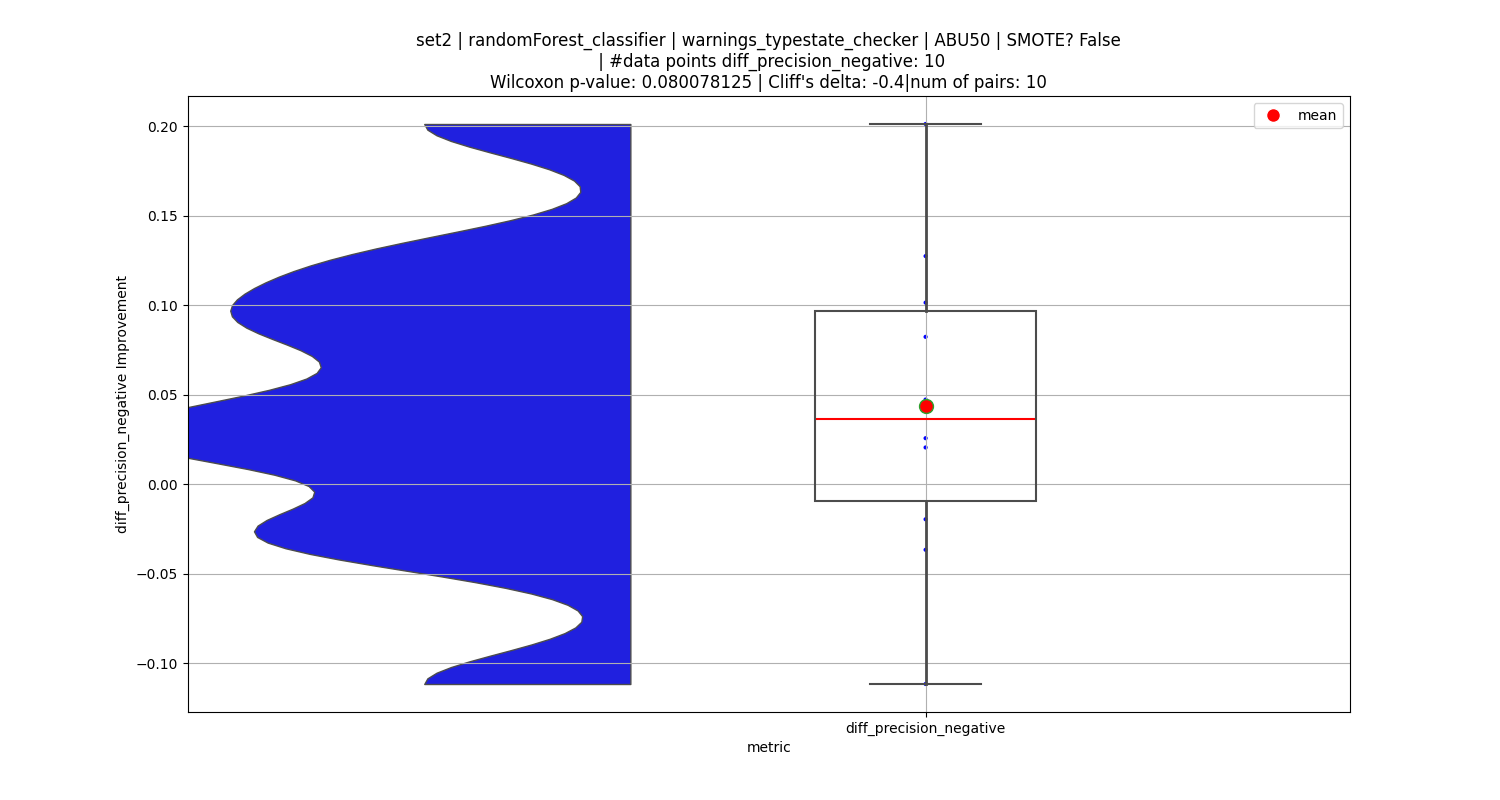 set2 | randomForest_classifier | warnings_typestate_checker | ABU50 | SMOTE? False
| #data points diff_precision_negative: 10
Wilcoxon p-value: 0.080078125 | Cliff's delta: -0.4|num of pairs: 10
mean
0.20
0.15
0.10
0.05
0.00
−0.05
−0.10
diff_precision_negative Improvement
diff_precision_negative
metric